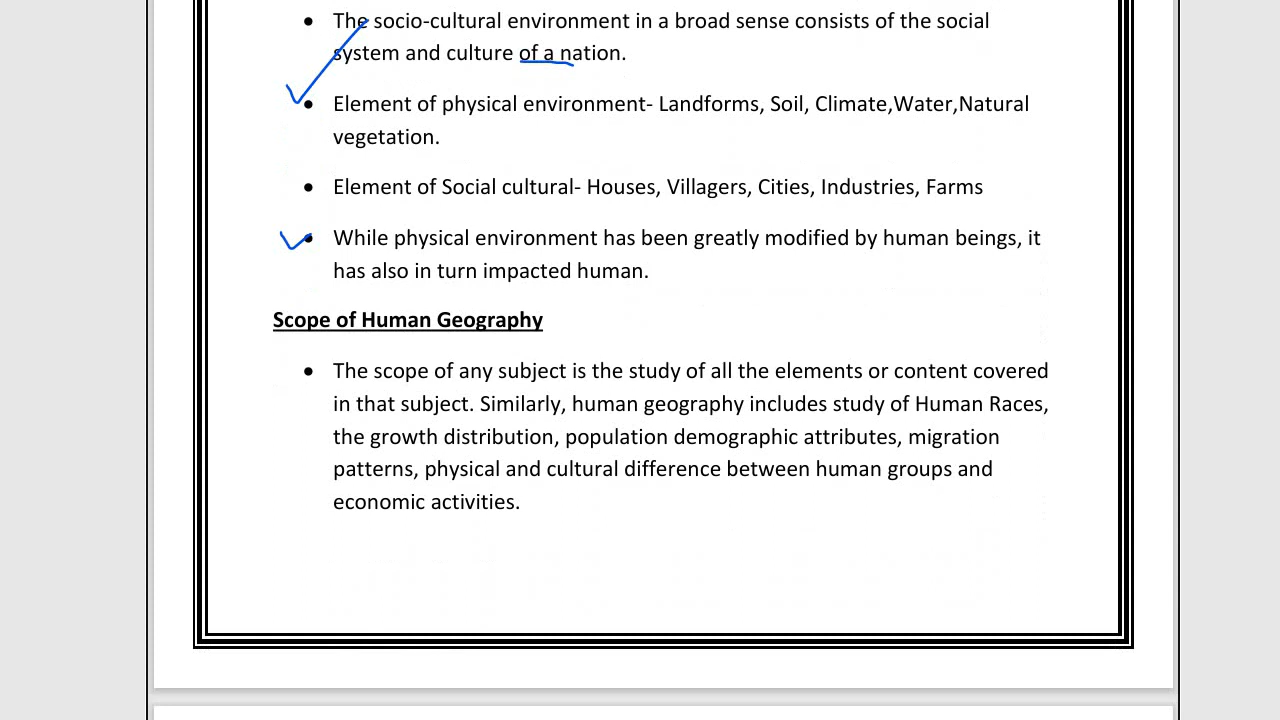 • The socio-cultural environment in a broad sense consists of the social
system and culture of a nation.
• Element of physical environment- Landforms, Soil, Climate,Water,Natural
vegetation.
• Element of Social cultural- Houses, Villagers, Cities, Industries, Farms
• While physical environment has been greatly modified by human beings, it
has also in turn impacted human.
Scope of Human Geography
• The scope of any subject is the study of all the elements or content covered
in that subject. Similarly, human geography includes study of Human Races,
the growth distribution, population demographic attributes, migration
patterns, physical and cultural difference between human groups and
economic activities.